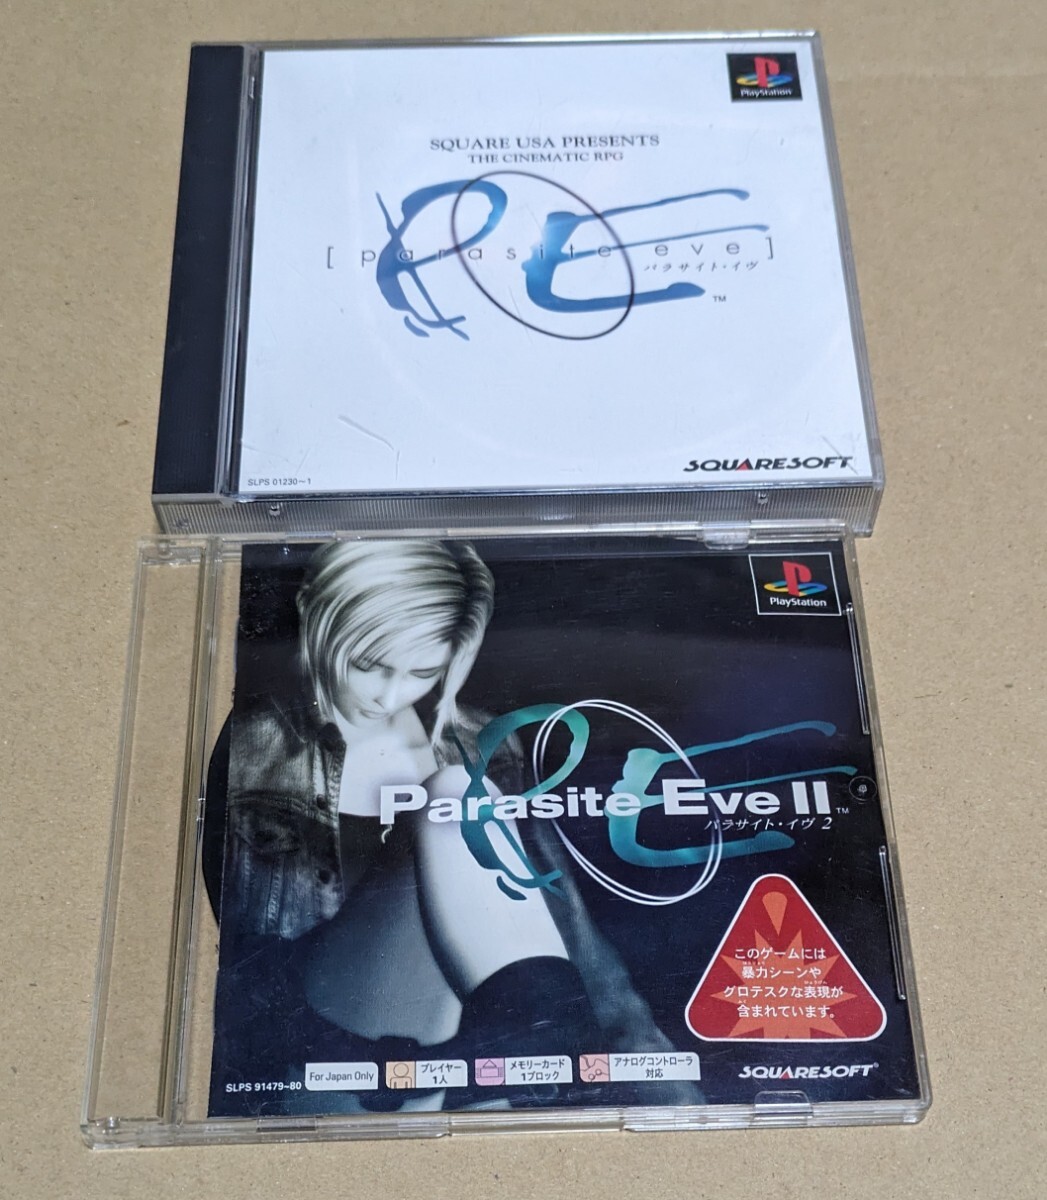 PlayStation
SQUARE USA PRESENTS
THE CINEMATIC RPG
PE
[parasite eve]
パラサイト・イヴ
TM
SQUARESOFT
SLPS 01230~1
PlayStation
PE
Parasite Eve II TM
パラサイト・イヴ 2
このゲームには
暴力シーンや
グロテスクな表現が
含まれています。
SLPS 91479~80
For Japan Only
プレイヤー
1人
メモリーカード
1ブロック
アナログコントローラ
対応
SQUARESOFT®